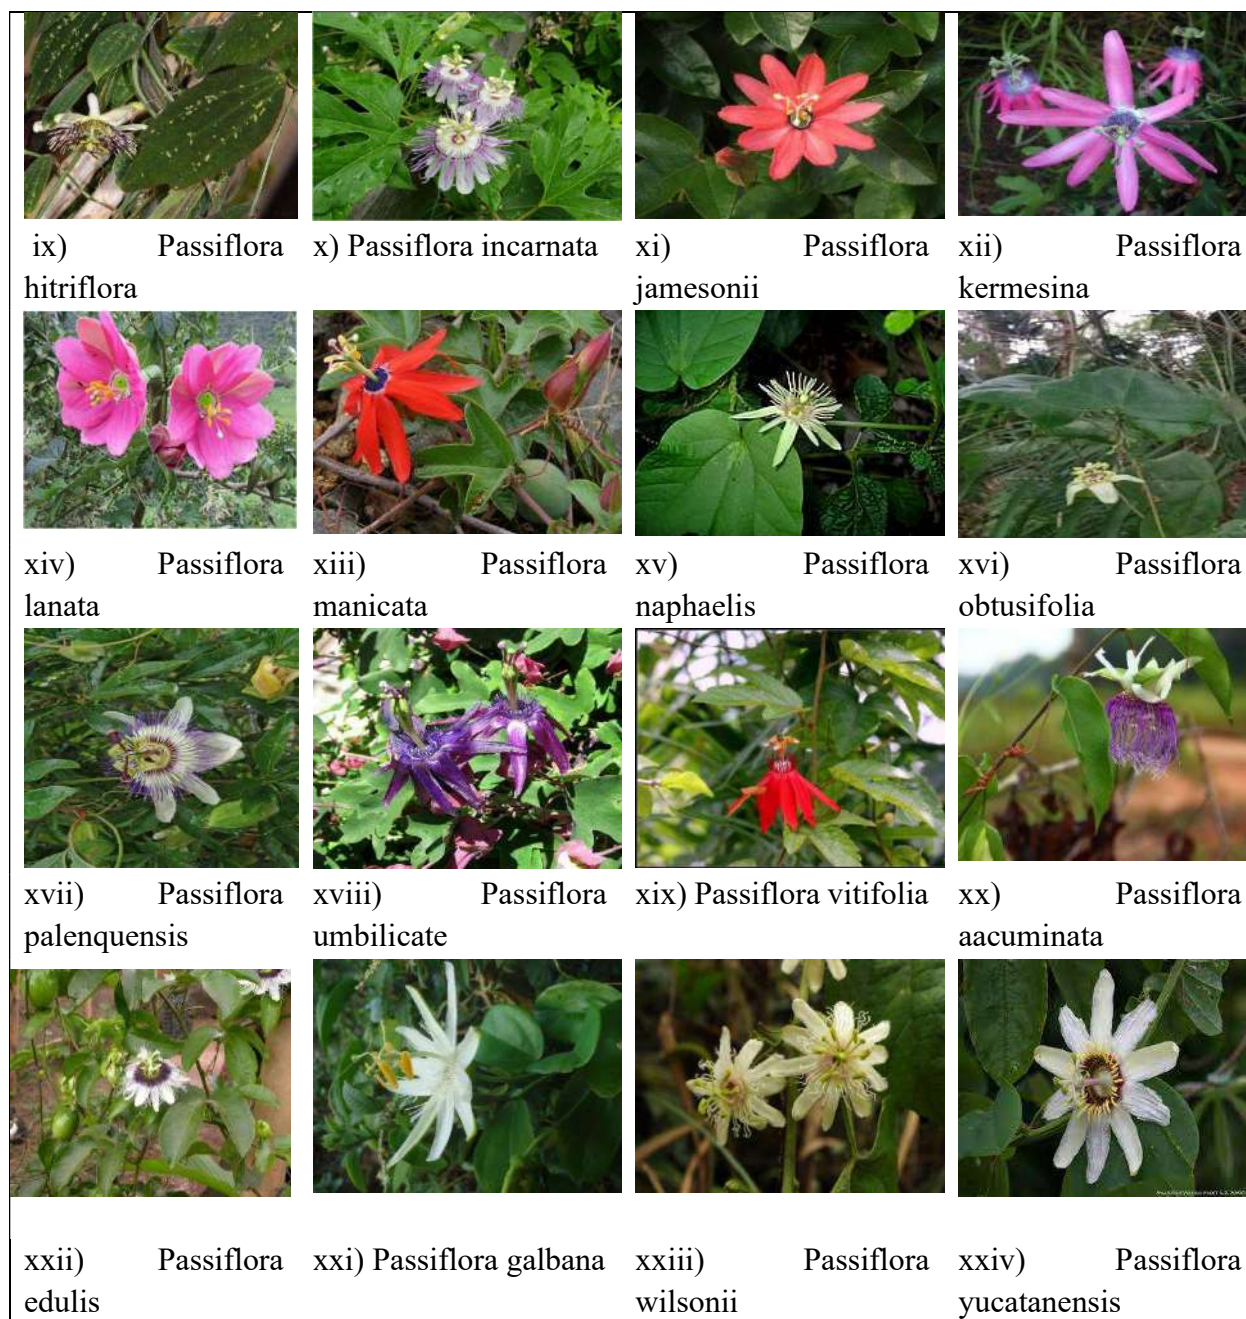 ix) Passiflora
hitriflora
x) Passiflora incarnata
xi) Passiflora
jamesonii
xii) Passiflora
kermesina
xiv) Passiflora
lanata
xiii) Passiflora
manicata
xv) Passiflora
naphaelis
xvi) Passiflora
obtusifolia
xvii) Passiflora
palenquensis
xviii) Passiflora
umbilicate
xix) Passiflora vitifolia
xx) Passiflora
aacuminata
xxii) Passiflora
edulis
xxi) Passiflora galbana
xxiii) Passiflora
wilsonii
xxiv) Passiflora
yucatanensis